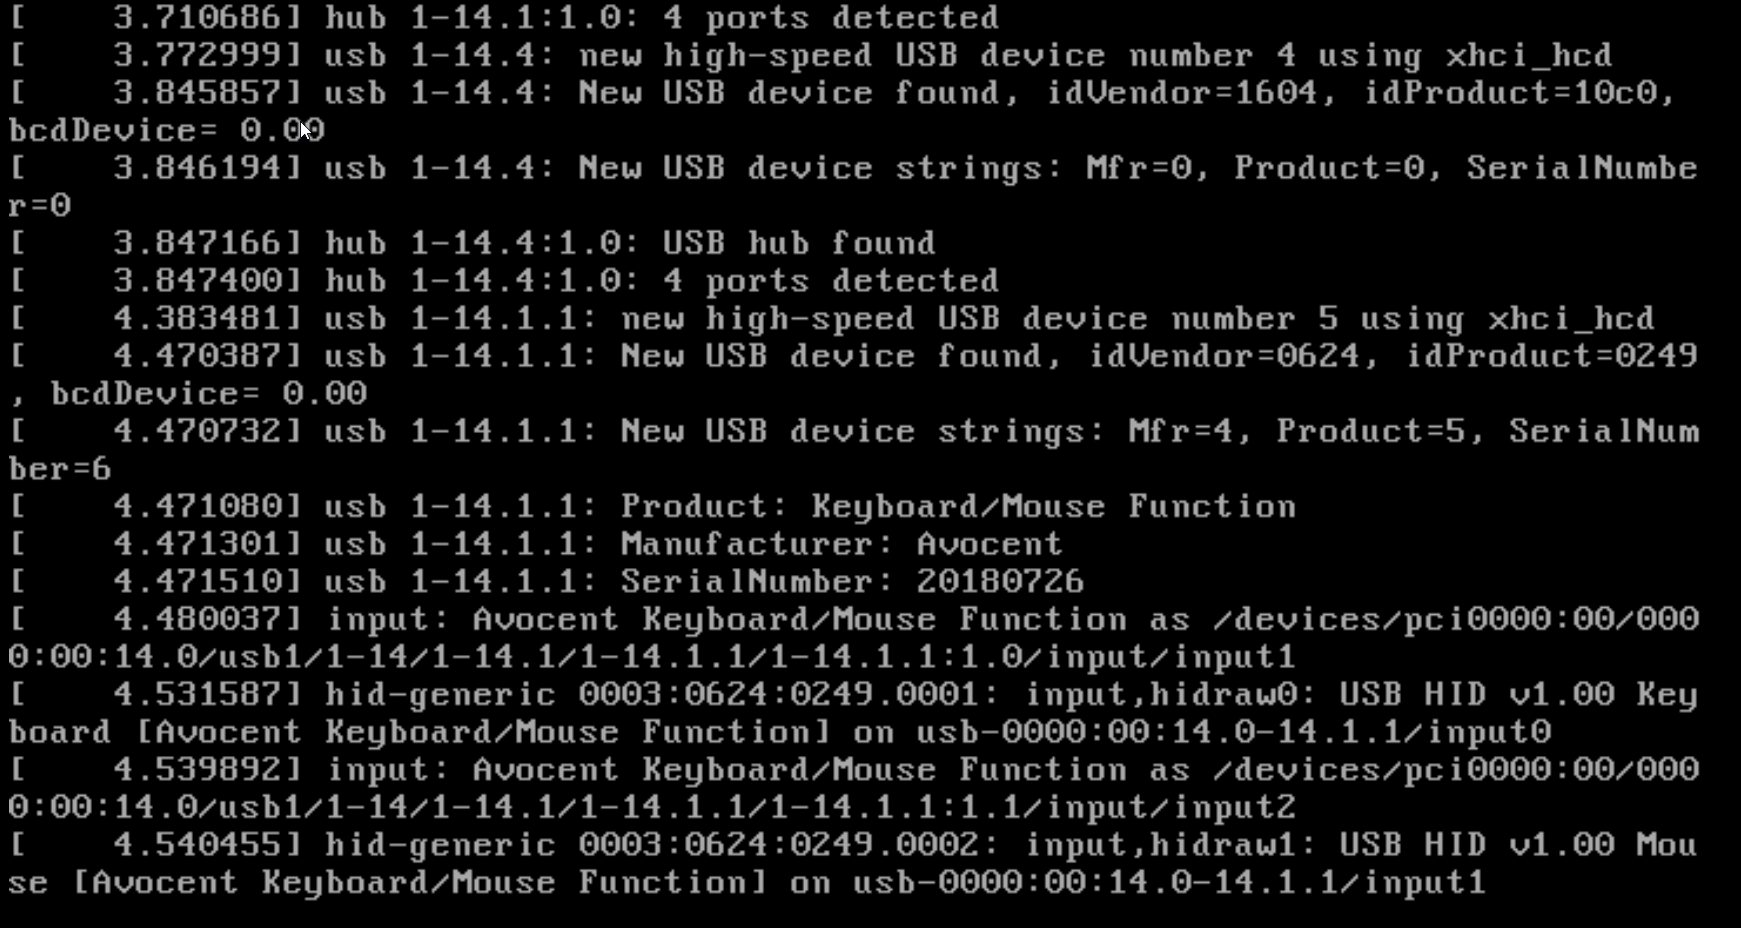 [    3.710686] hub 1-14.1:1.0: 4 ports detected
[    3.772999] usb 1-14.4: new high-speed USB device number 4 using xhci_hcd
[    3.845857] usb 1-14.4: New USB device found, idVendor=1604, idProduct=10c0,
bcdDevice= 0.00
[    3.846194] usb 1-14.4: New USB device strings: Mfr=0, Product=0, SerialNumbe
r=0
[    3.847166] hub 1-14.4:1.0: USB hub found
[    3.847400] hub 1-14.4:1.0: 4 ports detected
[    4.383481] usb 1-14.1.1: new high-speed USB device number 5 using xhci_hcd
[    4.470387] usb 1-14.1.1: New USB device found, idVendor=0624, idProduct=0249
, bcdDevice= 0.00
[    4.470732] usb 1-14.1.1: New USB device strings: Mfr=4, Product=5, SerialNum
ber=6
[    4.471080] usb 1-14.1.1: Product: Keyboard/Mouse Function
[    4.471301] usb 1-14.1.1: Manufacturer: Avocent
[    4.471510] usb 1-14.1.1: SerialNumber: 20180726
[    4.480037] input: Avocent Keyboard/Mouse Function as /devices/pci0000:00/000
0:00:14.0/usb1/1-14/1-14.1/1-14.1.1/1-14.1.1:1.0/input/input1
[    4.531587] hid-generic 0003:0624:0249.0001: input,hidraw0: USB HID v1.00 Key
board [Avocent Keyboard/Mouse Function] on usb-0000:00:14.0-14.1.1/input0
[    4.539892] input: Avocent Keyboard/Mouse Function as /devices/pci0000:00/000
0:00:14.0/usb1/1-14/1-14.1/1-14.1.1/1-14.1.1:1.1/input/input2
[    4.540455] hid-generic 0003:0624:0249.0002: input,hidraw1: USB HID v1.00 Mou
se [Avocent Keyboard/Mouse Function] on usb-0000:00:14.0-14.1.1/input1